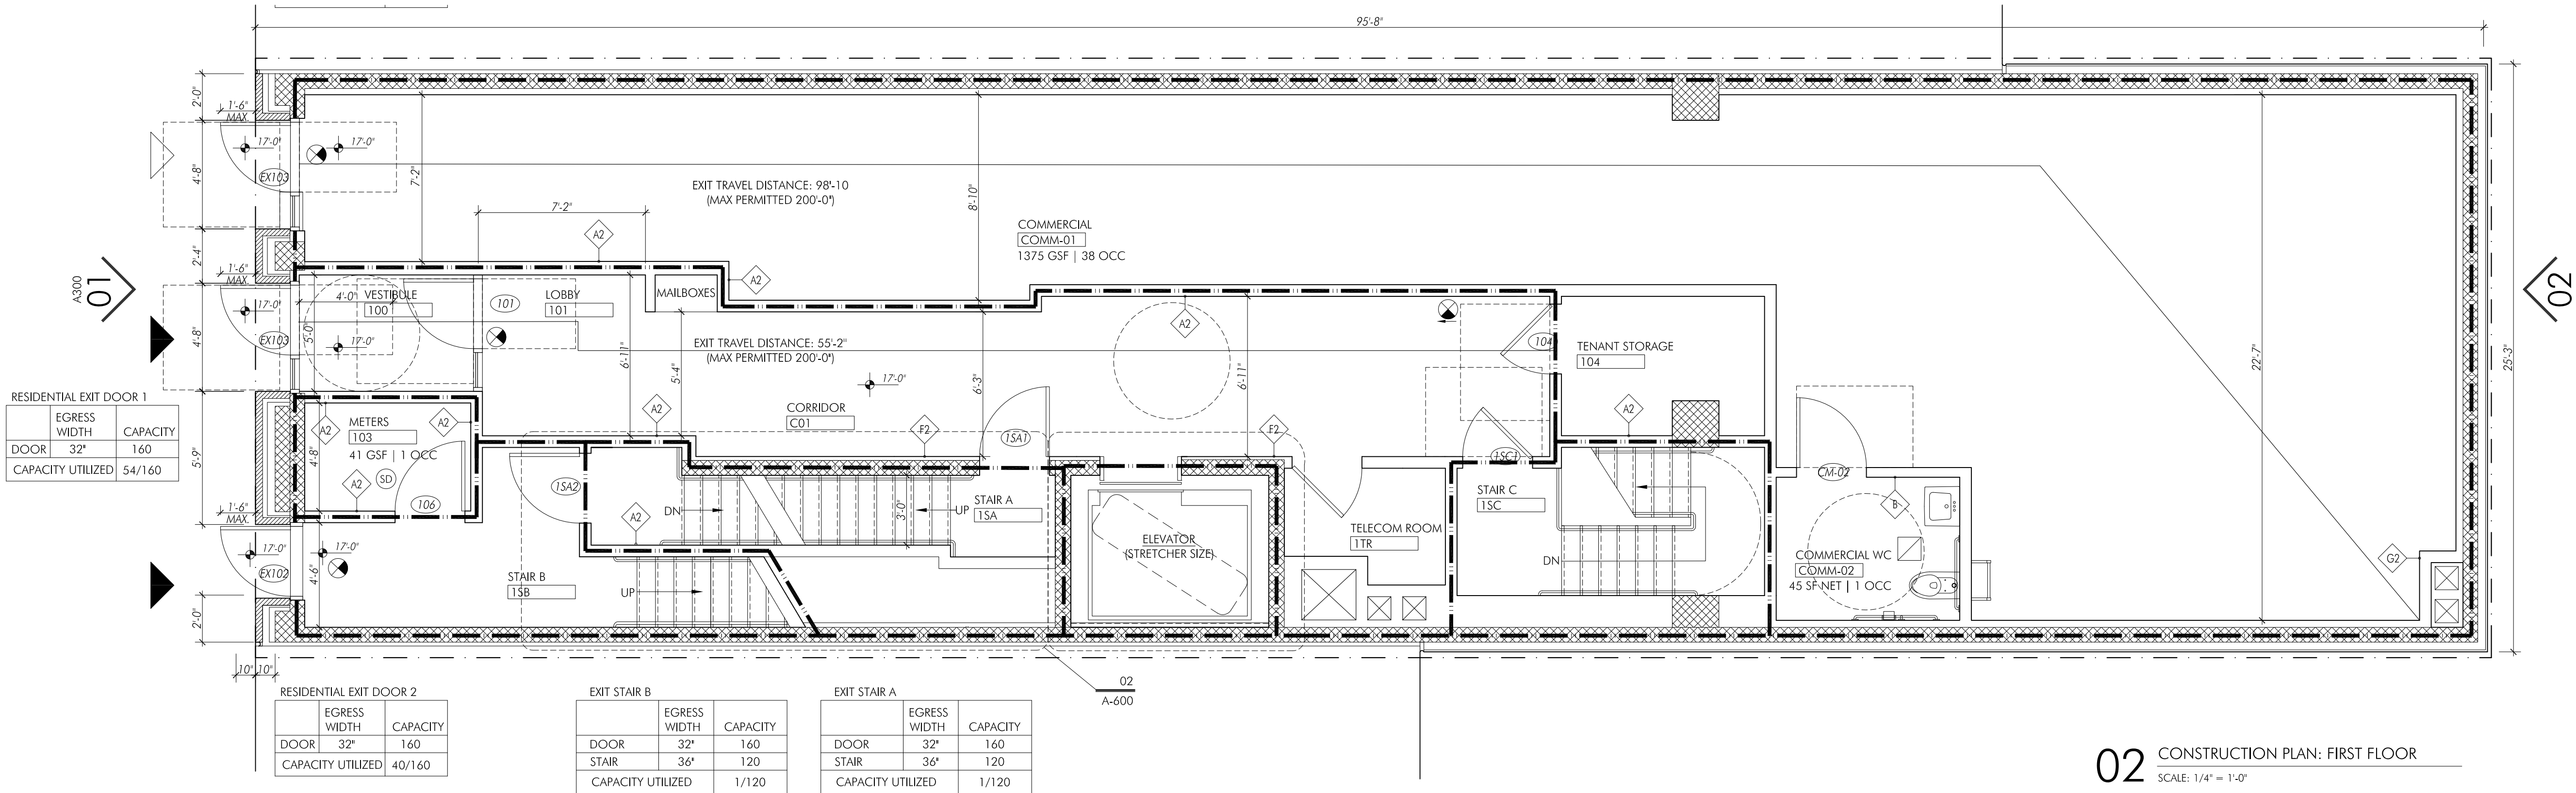 95'-8"
2'-0"
1'-6"
MAX.
17'-0"
17'-0"
EX103
4'-8"
7'-2"
EXIT TRAVEL DISTANCE: 98'-10
(MAX PERMITTED 200'-0")
8'-10"
7'-2"
A2
COMMERCIAL
COMM-01
1375 GSF | 38 OCC
2'-4"
1'-6"
MAX.
A2
A300
01
02
17'-0"
4'-0"
VESTIBULE
100
101
LOBBY
101
MAILBOXES
4'-8"
EX103
5'-0"
17'-0"
6'-11"
5'-4"
EXIT TRAVEL DISTANCE: 55'-2"
(MAX PERMITTED 200'-0")
6'-3"
A2
6'-11"
104
TENANT STORAGE
104
22'-7"
25'-3"
17'-0"
RESIDENTIAL EXIT DOOR 1
EGRESS
WIDTH
CAPACITY
DOOR
32"
160
CAPACITY UTILIZED
54/160
5'-9"
A2
METERS
103
41 GSF | 1 OCC
A2
4'-8"
A2
SD
106
A2
CORRIDOR
C01
F2
1SA1
F2
A2
1SC1
CM-02
1SA2
A2
DN
UP
3'-0"
STAIR A
1SA
STAIR C
1SC
B
1'-6"
MAX.
17'-0"
17'-0"
EX102
4'-6"
STAIR B
1SB
UP
ELEVATOR
(STRETCHER SIZE)
TELECOM ROOM
1TR
DN
COMMERCIAL WC
COMM-02
45 SF NET | 1 OCC
G2
2'-0"
10"
10"
02
A-600
RESIDENTIAL EXIT DOOR 2
EGRESS
WIDTH
CAPACITY
DOOR
32"
160
CAPACITY UTILIZED
40/160
EXIT STAIR B
EGRESS
WIDTH
CAPACITY
DOOR
32"
160
STAIR
36"
120
CAPACITY UTILIZED
1/120
EXIT STAIR A
EGRESS
WIDTH
CAPACITY
DOOR
32"
160
STAIR
36"
120
CAPACITY UTILIZED
1/120
02
CONSTRUCTION PLAN: FIRST FLOOR
SCALE: 1/4" = 1'-0"